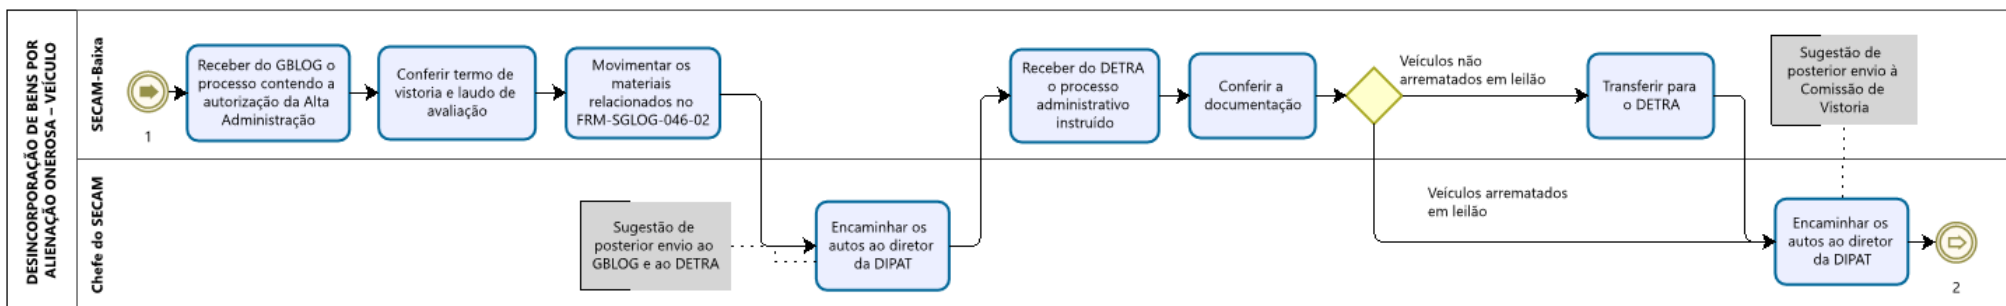 DESINCORPORAÇÃO DE BENS POR
ALIENAÇÃO ONEROSA – VEÍCULO
SECAM-Baixa
1
Receber do GBLOG o
processo contendo a
autorização da Alta
Administração
Conferir termo de
vistoria e laudo de
avaliação
Movimentar os
materiais
relacionados no
FRM-SGLOG-046-02
Receber do DETRA
o processo
administrativo
instruído
Conferir a
documentação
Veículos não
arrematados em leilão
Transferir para
o DETRA
Sugestão de
posterior envio à
Comissão de
Vistoria
Chefe do SECAM
Sugestão de
posterior envio ao
GBLOG e ao DETRA
Encaminhar os
autos ao diretor
da DIPAT
Veículos arrematados
em leilão
Encaminhar os
autos ao diretor
da DIPAT
2